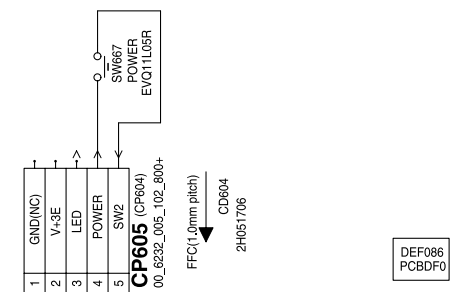 SW667
POWER
EVQ11L05R
GND(NC)
V+3E
LED
POWER
SW2
1
2
3
4
5
CP605 (CP604)
00_6232_005_102_800+
FFC(1.0mm pitch)
CD604
2H051706
DEF086
PCBDF0